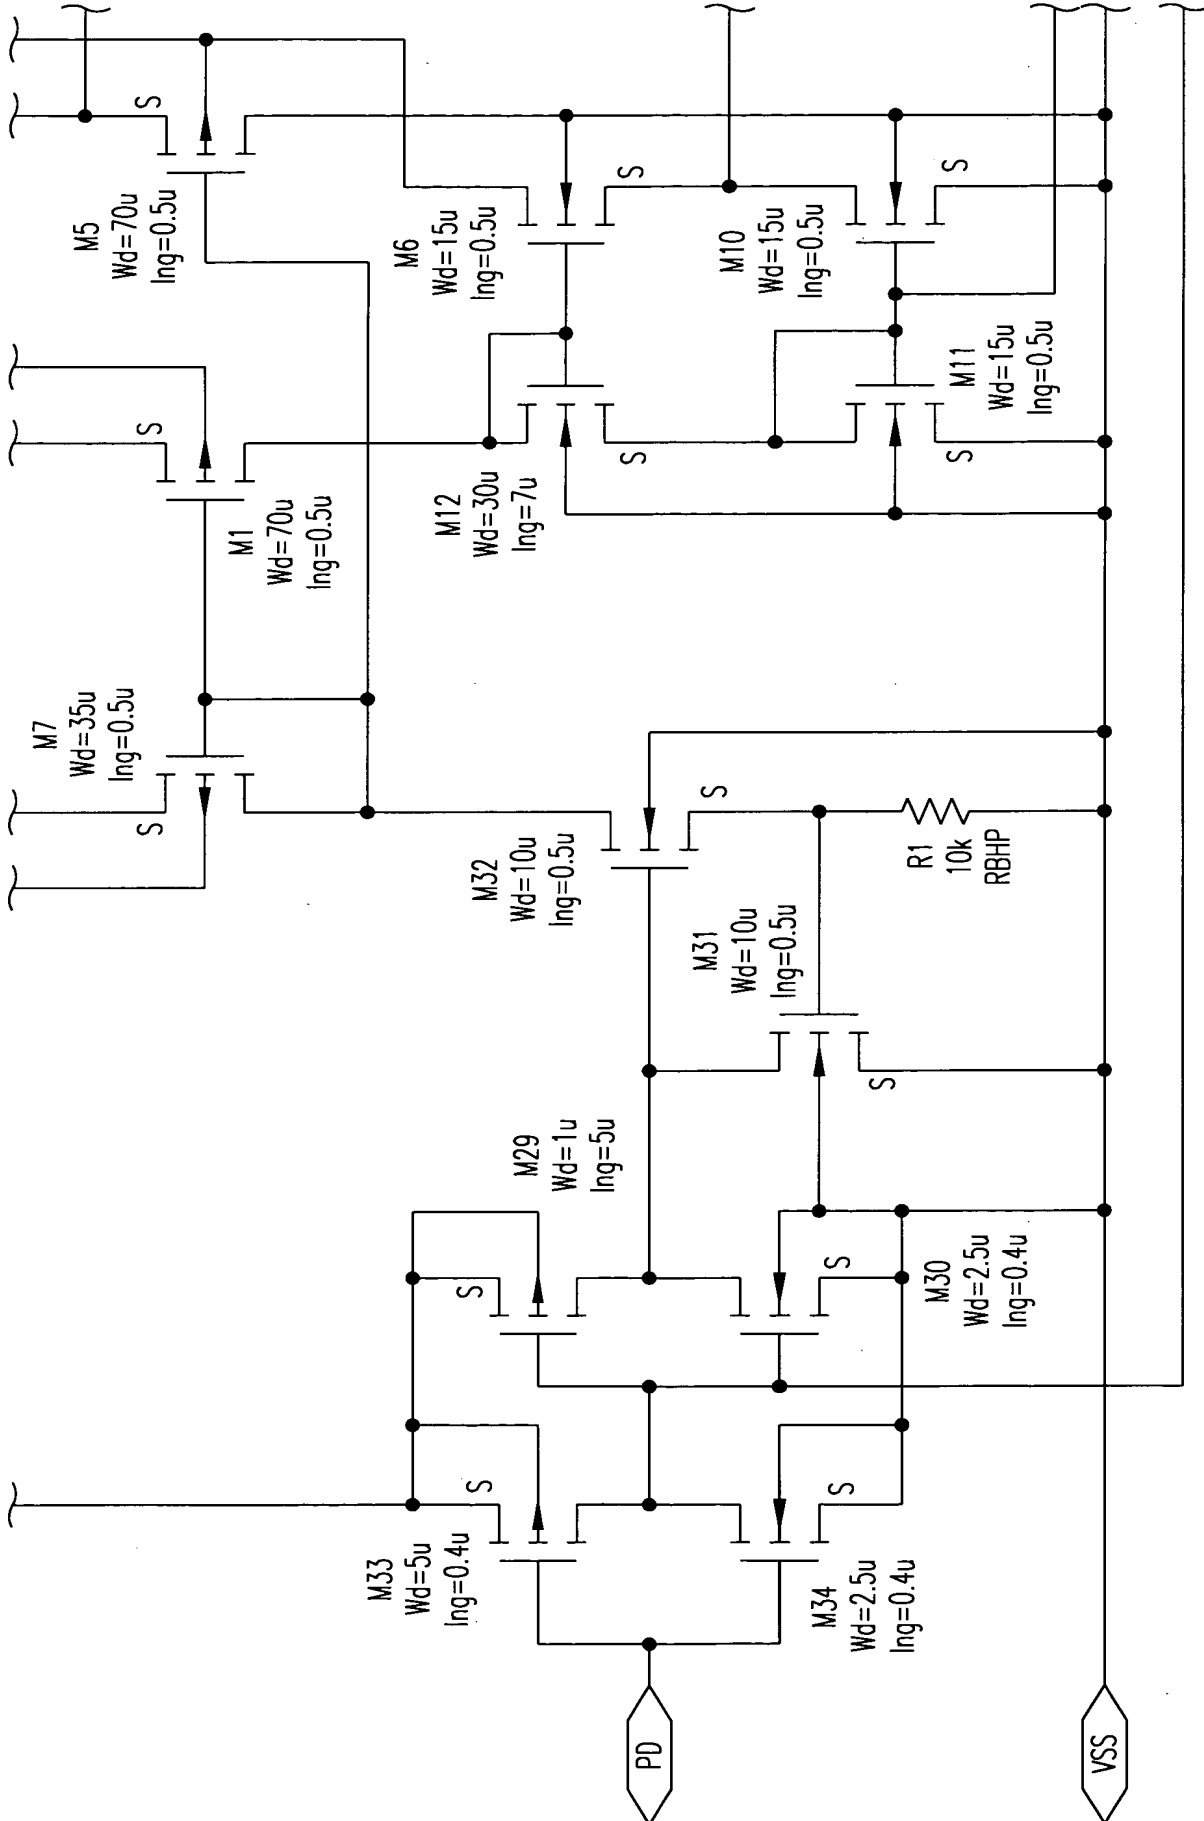 M5
Wd=70u
lng=0.5u
S
M6
Wd=15u
lng=0.5u
S
M10
Wd=15u
lng=0.5u
S
M1
Wd=70u
lng=0.5u
S
M12
Wd=30u
lng=7u
S
M11
Wd=15u
lng=0.5u
S
M7
Wd=35u
lng=0.5u
S
M32
Wd=10u
lng=0.5u
S
R1
10k
RBHP
M31
Wd=10u
lng=0.5u
S
M29
Wd=1u
lng=5u
S
M30
Wd=2.5u
lng=0.4u
S
M33
Wd=5u
lng=0.4u
S
M34
Wd=2.5u
lng=0.4u
S
PD
VSS